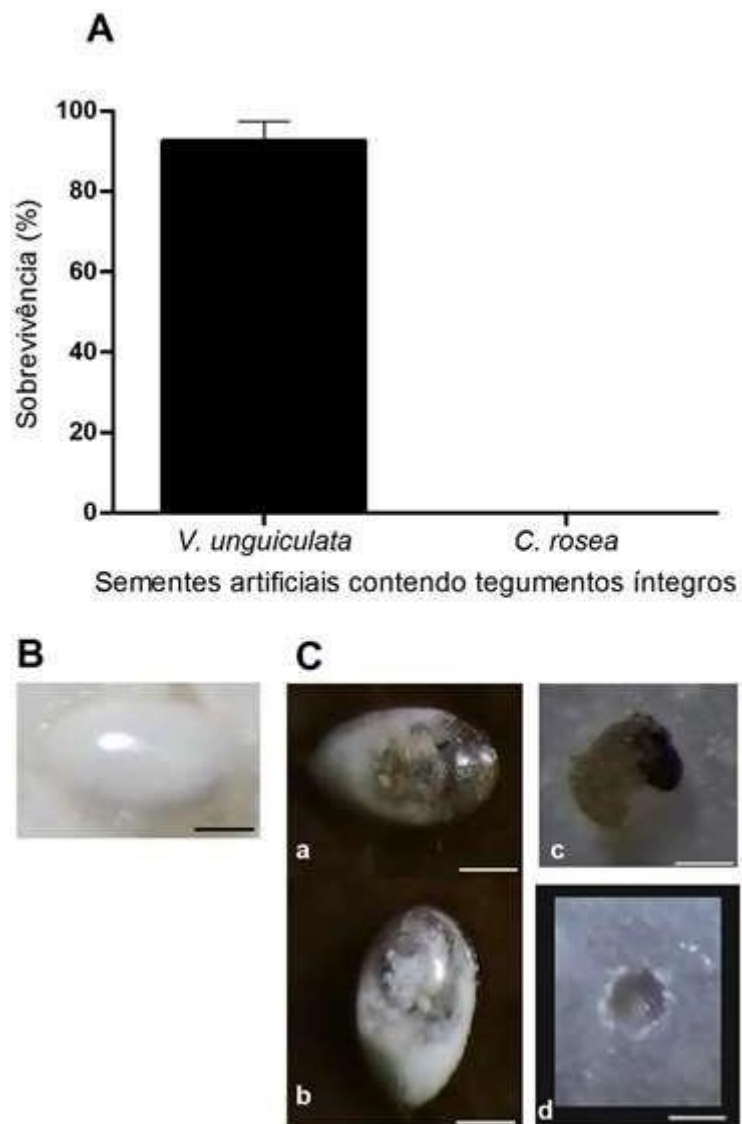 A
100
80
60
40
20
0
Sobrevivência (%)
V. unguiculata C. rosea
Sementes artificiais contendo tegumentos íntegros
B
C
a
c
b
d